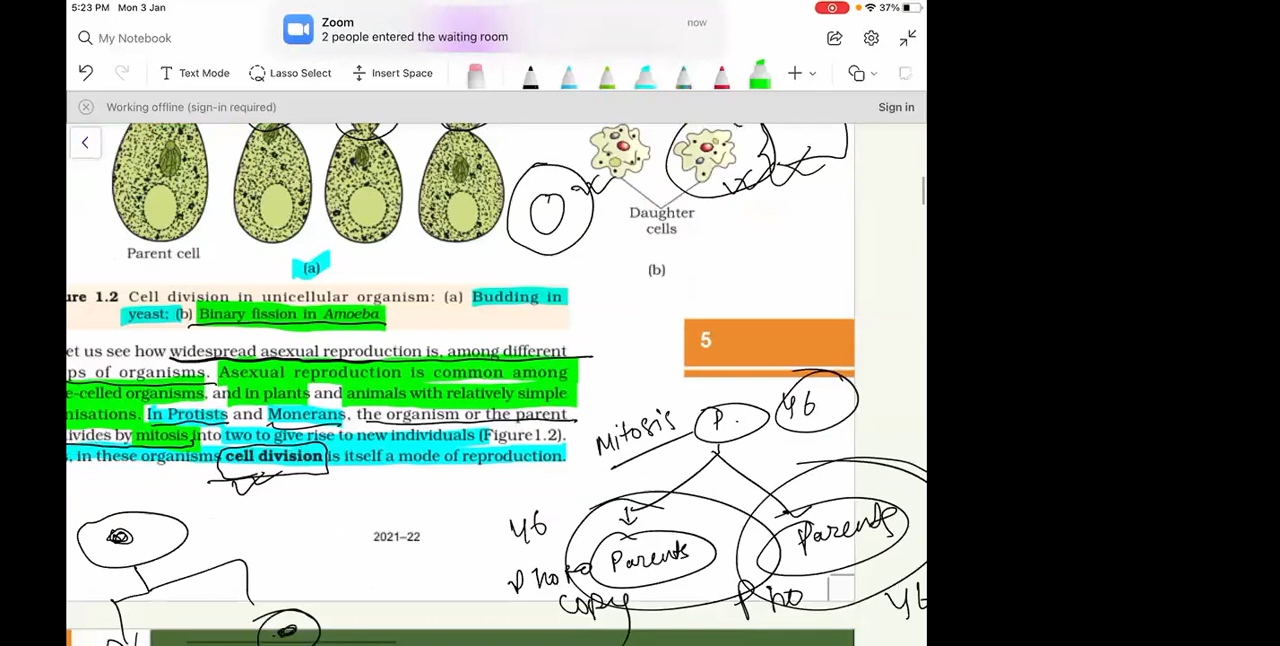 5:23 PM Mon 3 Jan
37%
Zoom
now
2 people entered the waiting room
My Notebook
Text Mode
Lasso Select
Insert Space
Working offline (sign-in required)
Sign in
Parent cell
(a)
Daughter
cells
(b)
ure 1.2 Cell division in unicellular organism: (a) Budding in
yeast; (b) Binary fission in Amoeba
5
et us see how widespread asexual reproduction is, among different
ps of organisms. Asexual reproduction is common among
e-celled organisms, and in plants and animals with relatively simple
nisations. In Protists and Monerans, the organism or the parent
ivides by mitosis into two to give rise to new individuals (Figure1.2).
, in these organisms cell division is itself a mode of reproduction.
2021–22
Mitosis
P.
46
46
Parents
Parents
Photo
copy
Pho
46